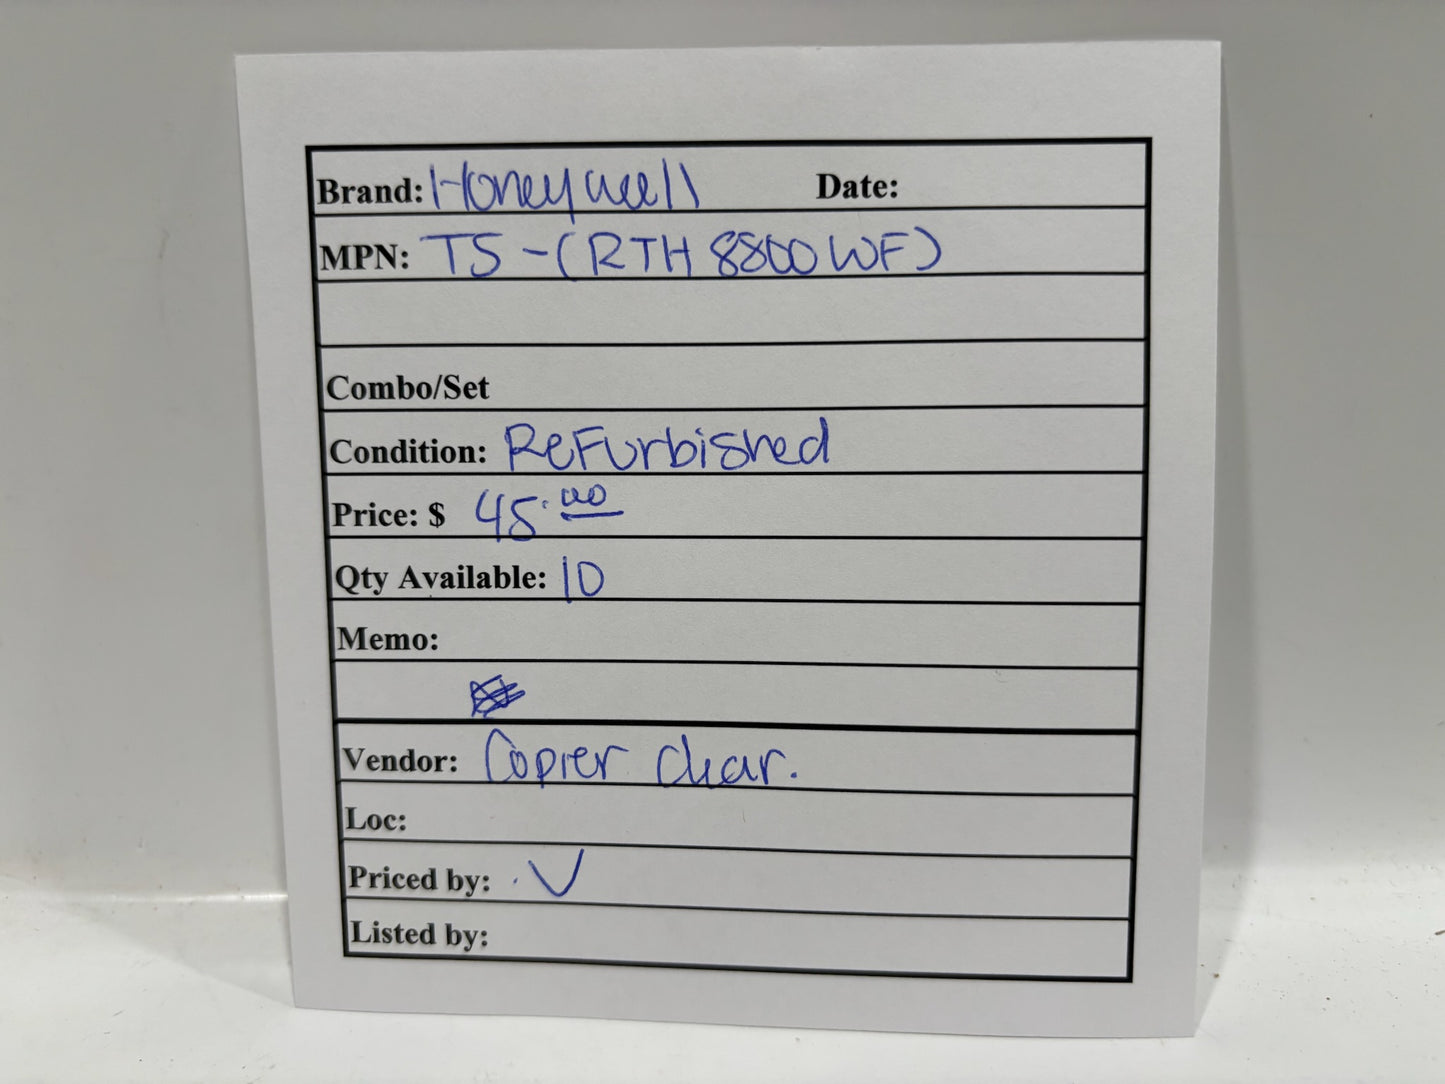 Brand: Honeywell Date:
MPN: TS - (RTH 8800 WF)
Combo/Set
Condition: ReFurbished
Price: $ 45.00
Qty Available: 10
Memo:
Vendor: Copier char.
Loc:
Priced by: V
Listed by: